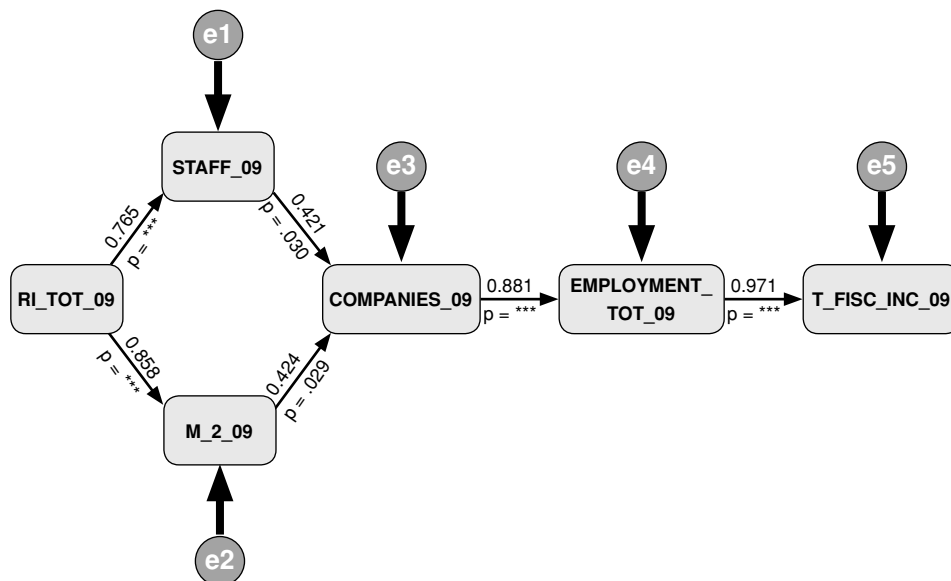 e1
STAFF_09
e3
e4
e5
0.765
p = ***
0.421
p = .030
RI_TOT_09
COMPANIES_09
0.881
p = ***
EMPLOYMENT_
TOT_09
0.971
p = ***
T_FISC_INC_09
0.858
p = ***
0.424
p = .029
M_2_09
e2